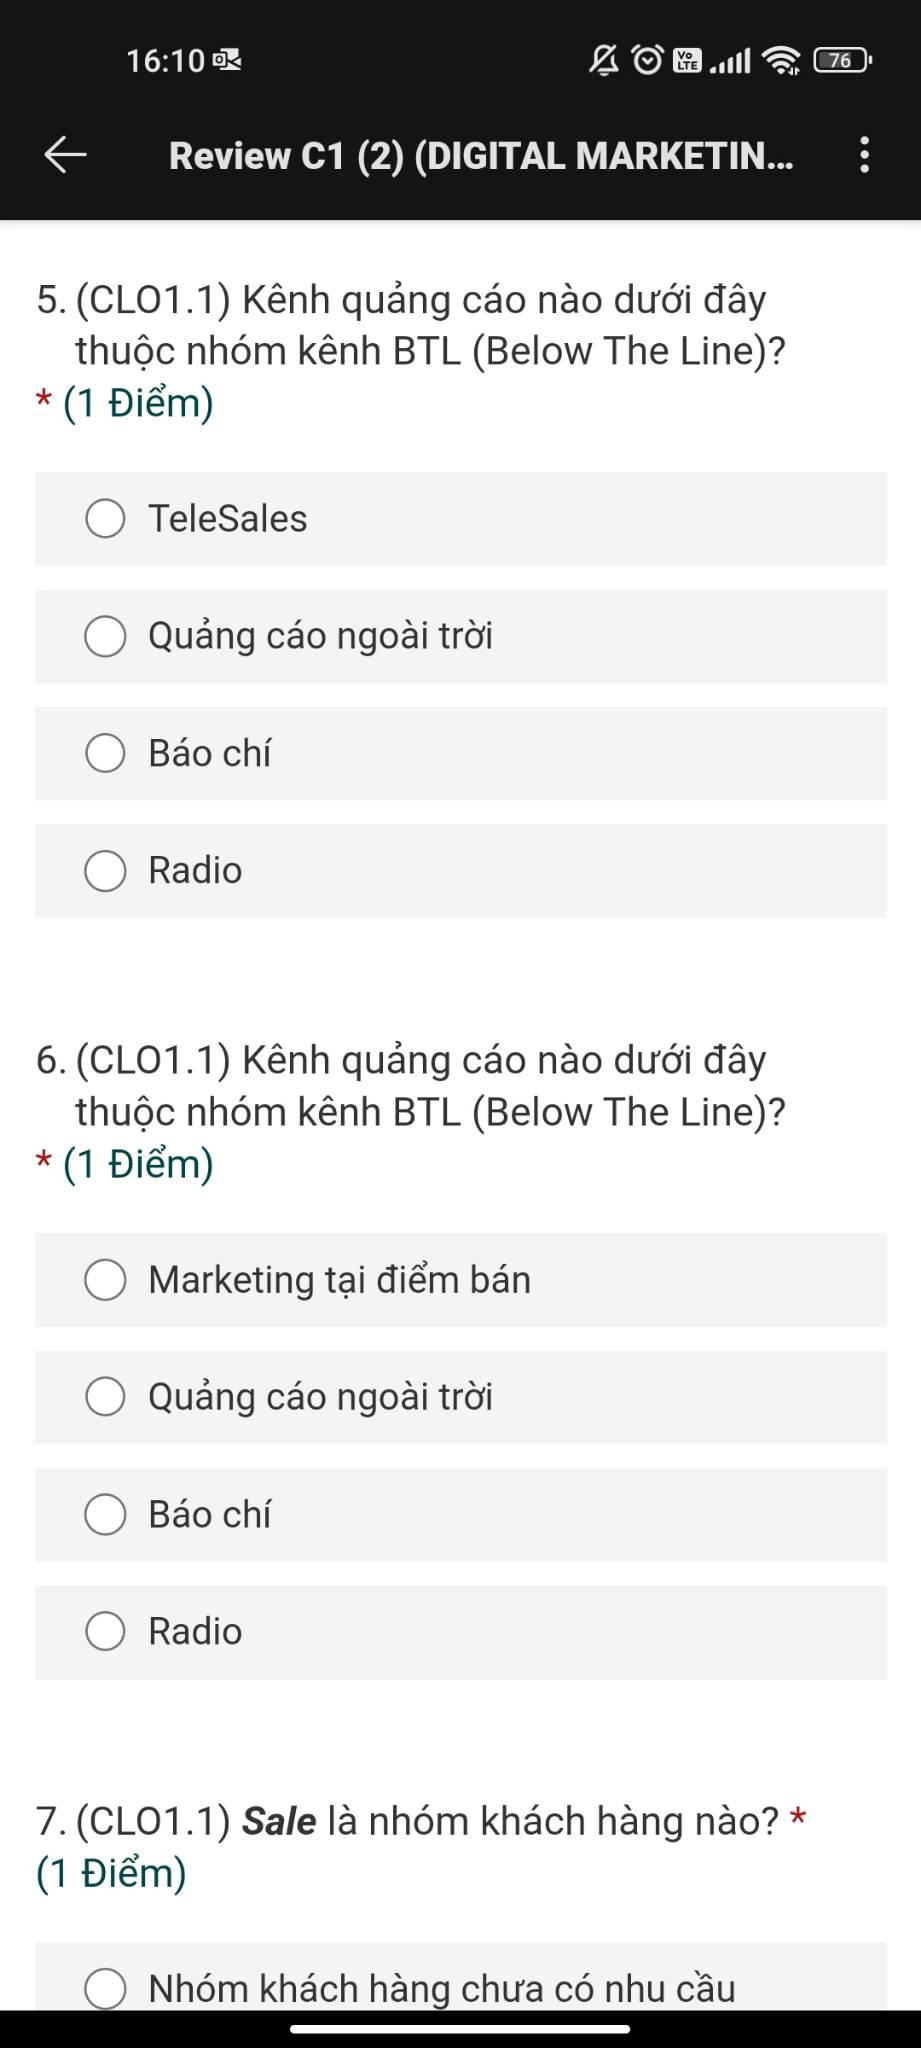 16:10
Vo LTE
76
Review C1 (2) (DIGITAL MARKETIN...
5. (CLO1.1) Kênh quảng cáo nào dưới đây
thuộc nhóm kênh BTL (Below The Line)?
* (1 Điểm)
TeleSales
Quảng cáo ngoài trời
Báo chí
Radio
6. (CLO1.1) Kênh quảng cáo nào dưới đây
thuộc nhóm kênh BTL (Below The Line)?
* (1 Điểm)
Marketing tại điểm bán
Quảng cáo ngoài trời
Báo chí
Radio
7. (CLO1.1) Sale là nhóm khách hàng nào? *
(1 Điểm)
Nhóm khách hàng chưa có nhu cầu